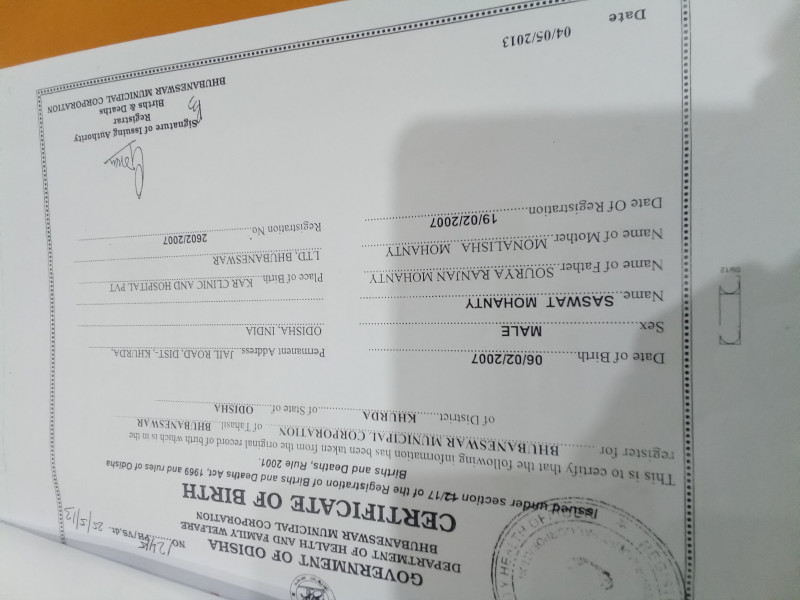 GOVERNMENT OF ODISHA
DEPARTMENT OF HEALTH AND FAMILY WELFARE
BHUBANESWAR MUNICIPAL CORPORATION
CERTIFICATE OF BIRTH
Issued under section 12/17 of the Registration of Births and Deaths Act, 1969 and rules of Odisha
Births and Deaths, Rule 2001.
This is to certify that the following information has been taken from the original record of birth which is in the
register for BHUBANESWAR MUNICIPAL CORPORATION of Tahasil BHUBANESWAR
of District KHURDA of State of ODISHA
Date of Birth 06/02/2007
Sex MALE
Name SASWAT MOHANTY
Name of Father SOURYA RANJAN MOHANTY
Name of Mother MONALISHA MOHANTY
Date Of Registration 19/02/2007
Permanent Address JAIL ROAD, DIST-, KHURDA,
ODISHA, INDIA
Place of Birth KAR CLINIC AND HOSPITAL PVT
LTD, BHUBANESWAR
Registration No 2602/2007
Signature of Issuing Authority
Registrar
Births & Deaths
BHUBANESWAR MUNICIPAL CORPORATION
Date 04/05/2013